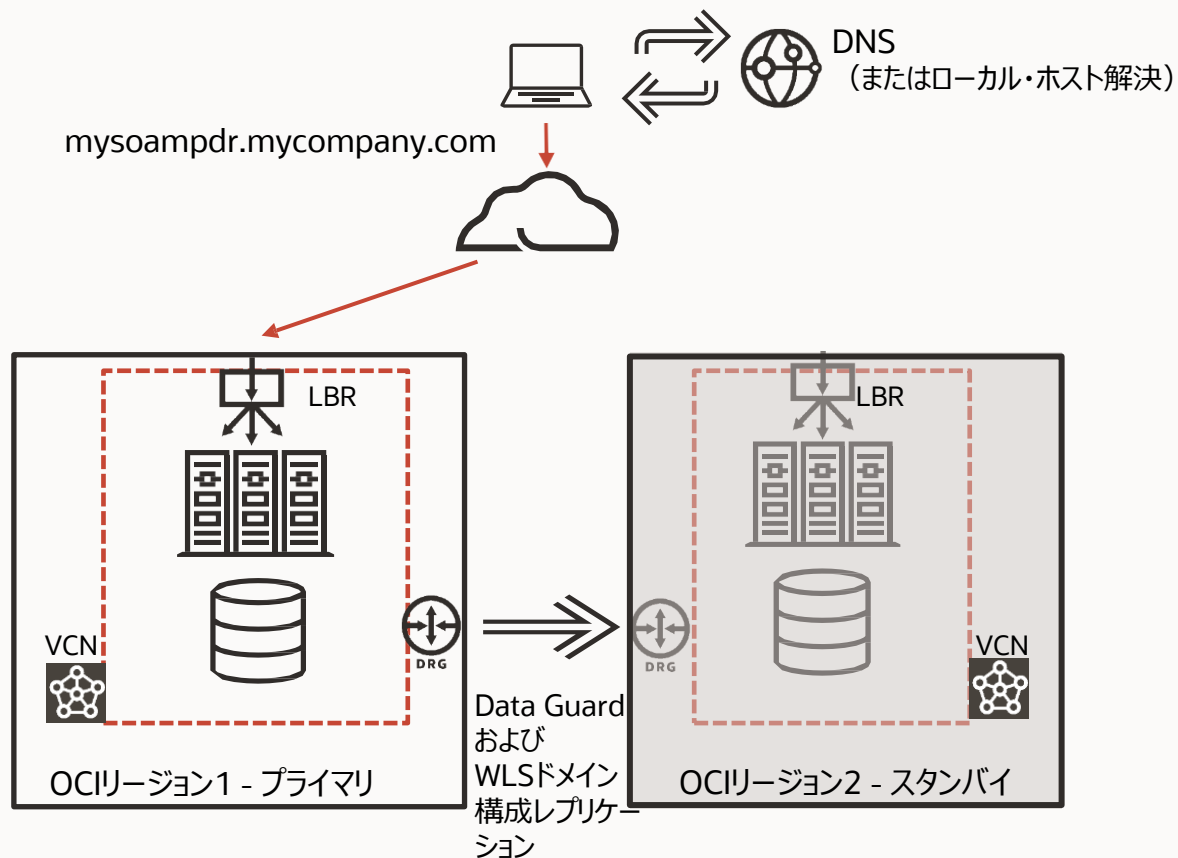 DNS
（またはローカル・ホスト解決）
mysoampdr.mycompany.com
LBR
VCN
DRG
OCIリージョン1 - プライマリ
Data Guard
および
WLSドメイン
構成レプリケー
ション
LBR
DRG
VCN
OCIリージョン2 - スタンバイ